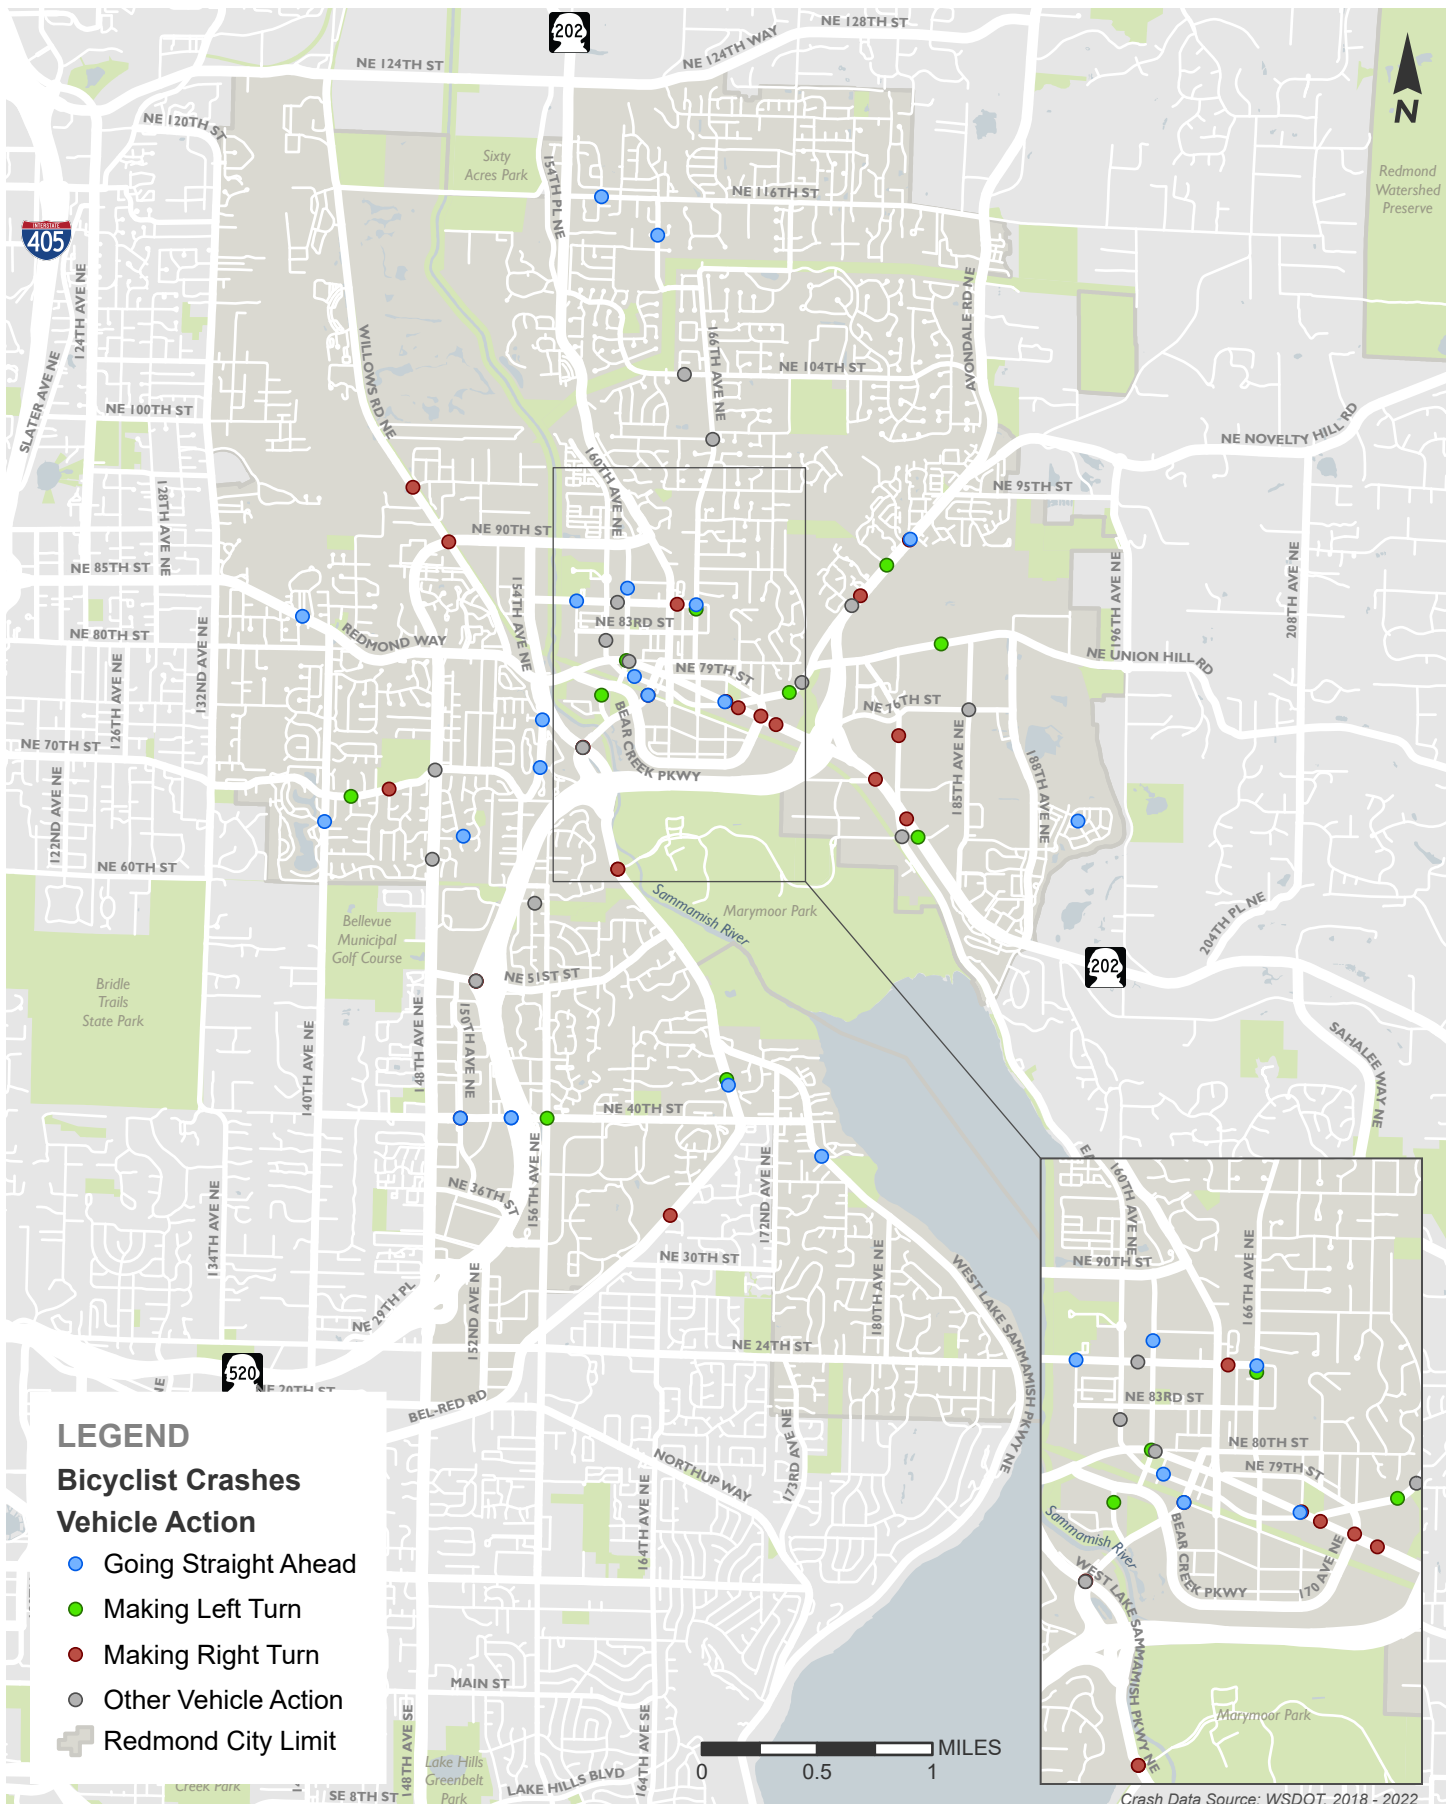 202
NE 128TH ST
NE 124TH WAY
NE 124TH ST
N
NE 120TH ST
Sixty
Acres Park
154TH PL NE
NE 116TH ST
Redmond
Watershed
Preserve
INTERSTATE
405
124TH AVE NE
AVONDALE RD NE
WILLOWS RD NE
166TH AVE NE
NE 104TH ST
SLATER AVE NE
NE 100TH ST
NE NOVELTY HILL RD
160TH AVE NE
128TH AVE NE
NE 95TH ST
NE 90TH ST
NE 85TH ST
154TH AVE NE
196TH AVE NE
208TH AVE NE
NE 83RD ST
NE 80TH ST
132ND AVE NE
REDMOND WAY
126TH AVE NE
NE UNION HILL RD
NE 79TH ST
NE 76TH ST
BEAR CREEK PKWY
NE 70TH ST
185TH AVE NE
188TH AVE NE
122ND AVE NE
NE 60TH ST
Sammamish River
Marymoor Park
Bellevue
Municipal
Golf Course
204TH PL NE
202
NE 51ST ST
Bridle
Trails
State Park
148TH AVE NE
150TH AVE NE
140TH AVE NE
SAHALEE WAY NE
NE 40TH ST
156TH AVE NE
172ND AVE NE
NE 36TH ST
134TH AVE NE
NE 30TH ST
180TH AVE NE
WEST LAKE SAMMAMISH PKWY NE
152ND AVE NE
NE 29TH PL
NE 24TH ST
520
NE 20TH ST
NE
BEL-RED RD
173RD AVE NE
NORTHUP WAY
164TH AVE NE
160TH AVE NE
NE 90TH ST
166TH AVE NE
NE 83RD ST
NE 80TH ST
NE 79TH ST
Sammamish River
BEAR CREEK PKWY
170 AVE NE
WEST LAKE SAMMAMISH PKWY NE
Marymoor Park
LEGEND
Bicyclist Crashes
Vehicle Action
Going Straight Ahead
Making Left Turn
Making Right Turn
Other Vehicle Action
Redmond City Limit
MAIN ST
148TH AVE SE
164TH AVE SE
Lake Hills
Greenbelt
Park
LAKE HILLS BLVD
SE 8TH ST
Creek Park
MILES
0 0.5 1
Crash Data Source: WSDOT, 2018 - 2022